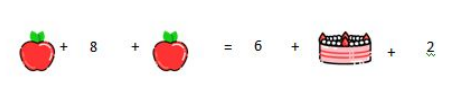 + 8 + = 6 + + 2